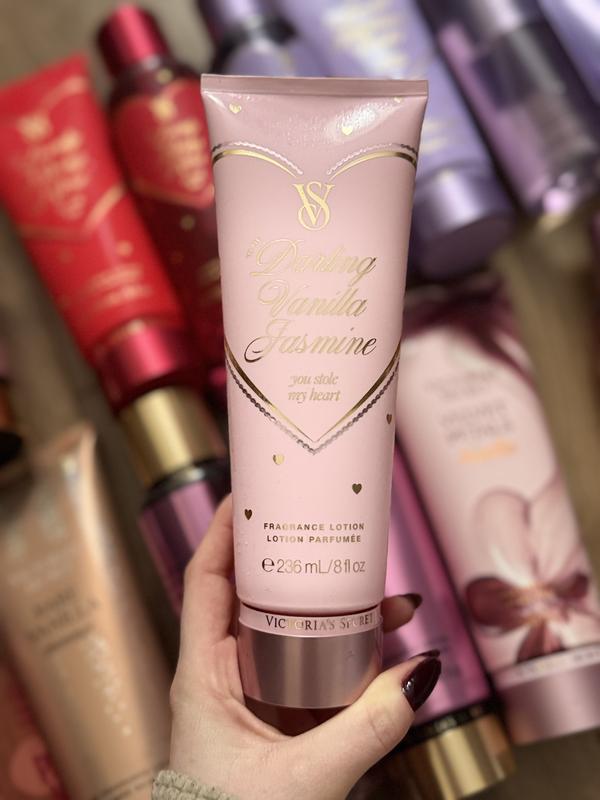 VS
Darling
Vanilla
Jasmine
you stole
my heart
FRAGRANCE LOTION
LOTION PARFUMÉE
℮ 236 mL/8 fl oz
VICTORIA'S SECRET